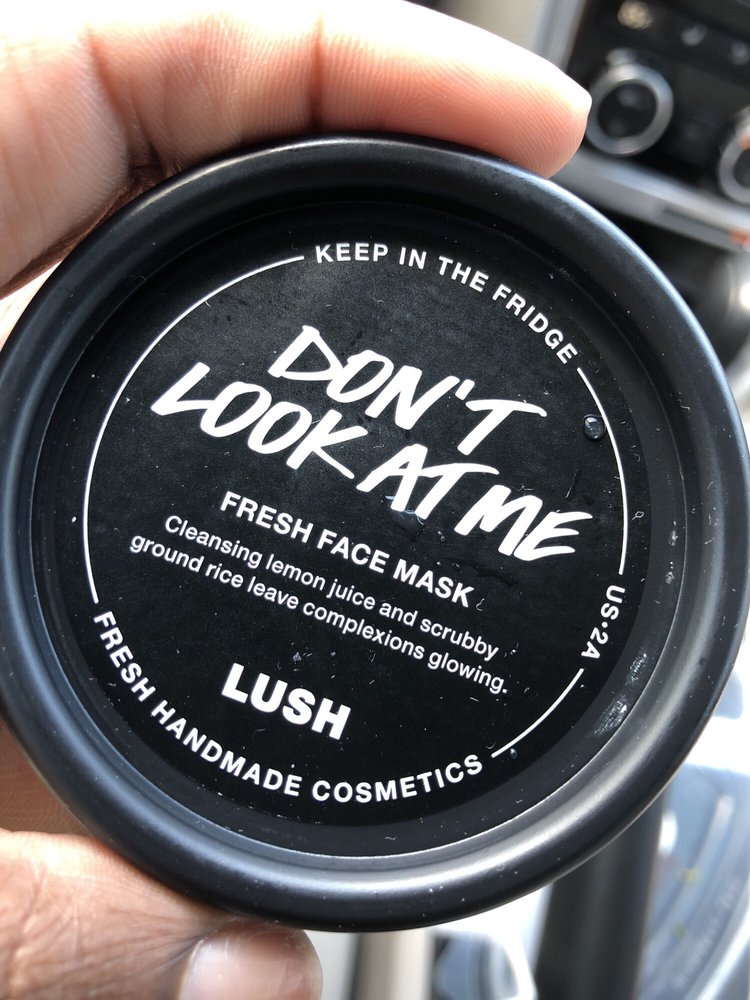 KEEP IN THE FRIDGE
DON'T
LOOK AT ME
FRESH FACE MASK
Cleansing lemon juice and scrubby
ground rice leave complexions glowing.
LUSH
US•2A
FRESH HANDMADE COSMETICS